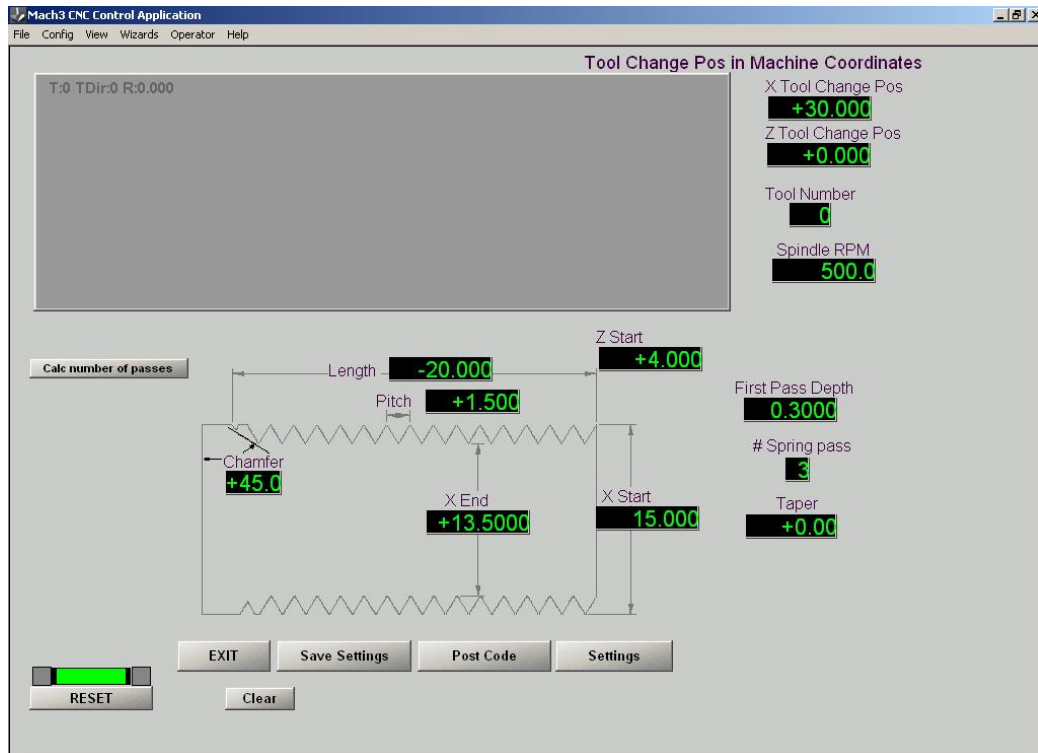 Mach3 CNC Control Application
File Config View Wizards Operator Help
Tool Change Pos in Machine Coordinates
T:0 TDir:0 R:0.000
X Tool Change Pos
+30.000
Z Tool Change Pos
+0.000
Tool Number
0
Spindle RPM
500.0
Z Start
+4.000
Calc number of passes
Length -20.000
Pitch +1.500
First Pass Depth
0.3000
# Spring pass
3
Chamfer
+45.0
X End
+13.5000
X Start
15.000
Taper
+0.00
EXIT Save Settings Post Code Settings
RESET Clear